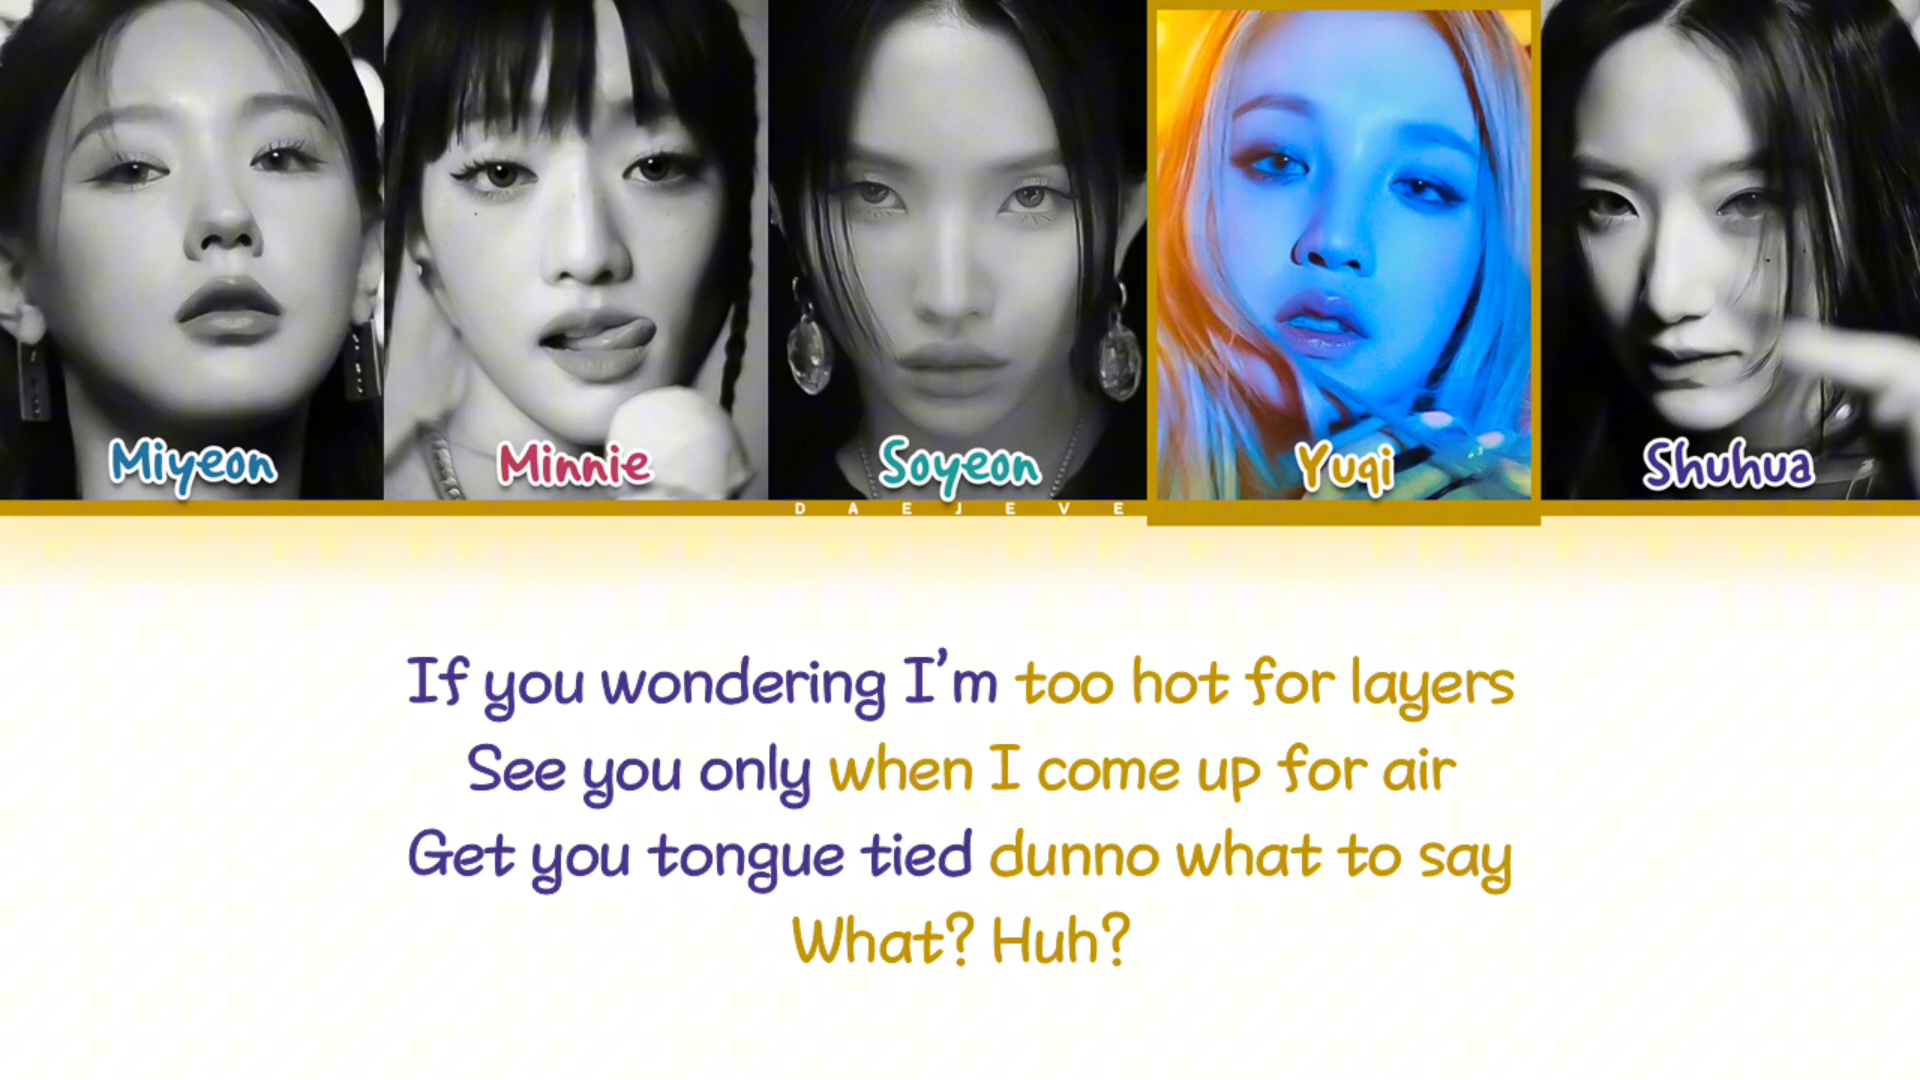 Miyeon
Minnie
Soyeon
Yuqi
Shuhua
DAEJEVE
If you wondering I'm too hot for layers
See you only when I come up for air
Get you tongue tied dunno what to say
What? Huh?